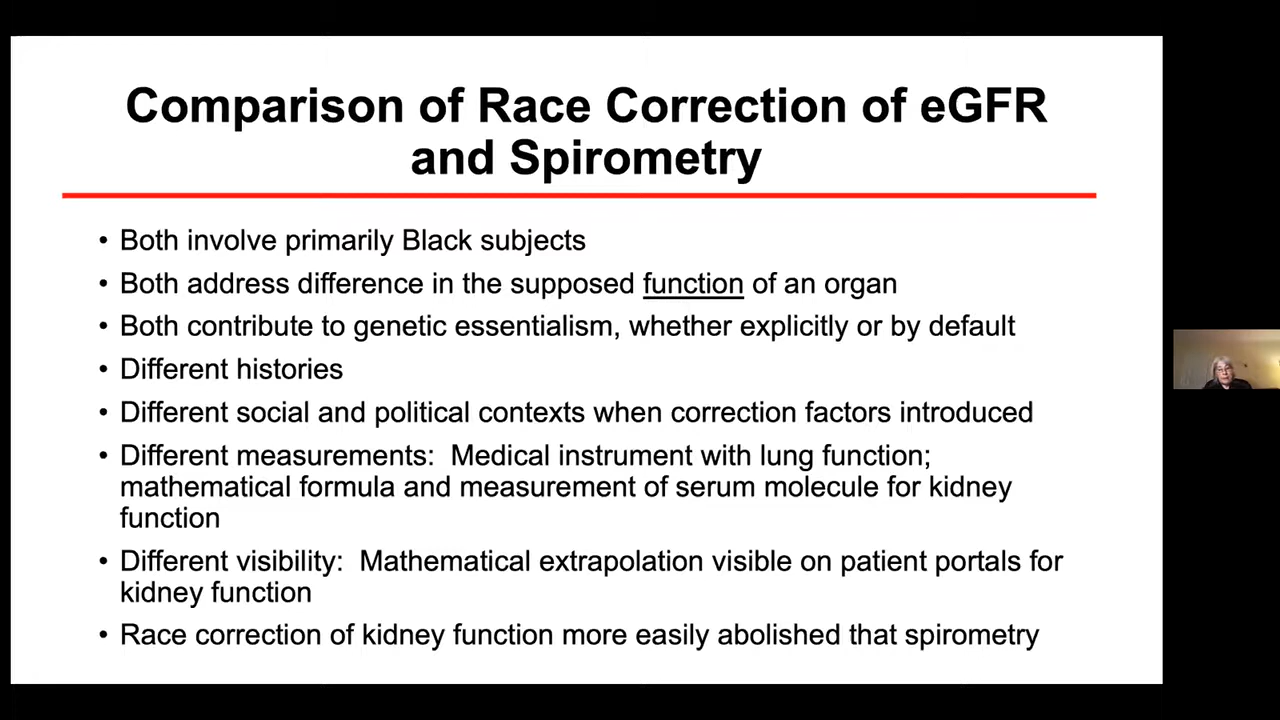 Comparison of Race Correction of eGFR
and Spirometry
• Both involve primarily Black subjects
• Both address difference in the supposed function of an organ
• Both contribute to genetic essentialism, whether explicitly or by default
• Different histories
• Different social and political contexts when correction factors introduced
• Different measurements:  Medical instrument with lung function;
mathematical formula and measurement of serum molecule for kidney
function
• Different visibility:  Mathematical extrapolation visible on patient portals for
kidney function
• Race correction of kidney function more easily abolished that spirometry